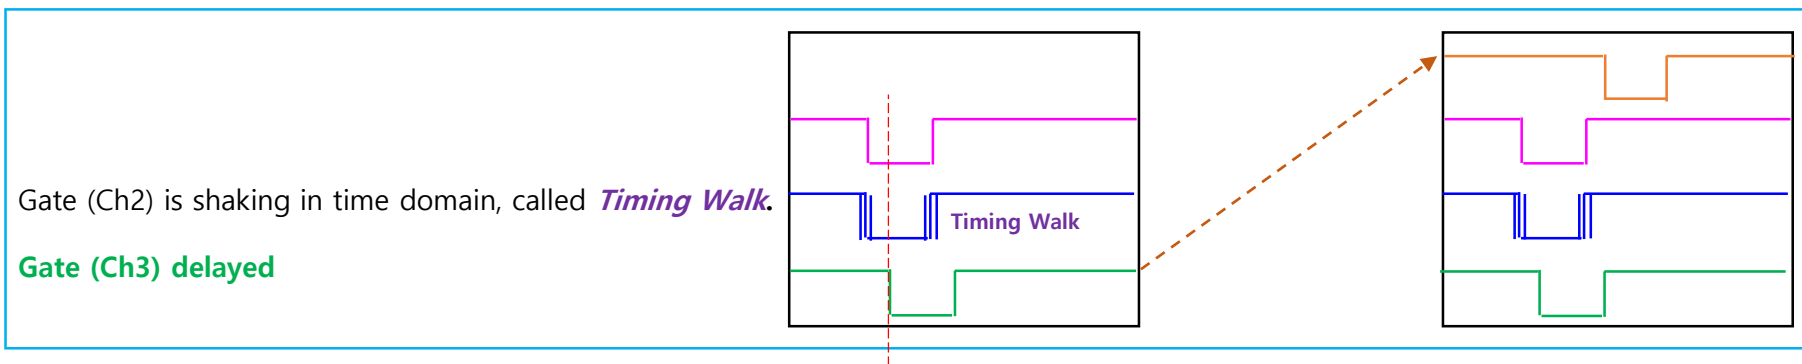 Gate (Ch2) is shaking in time domain, called Timing Walk.
Timing Walk
Gate (Ch3) delayed